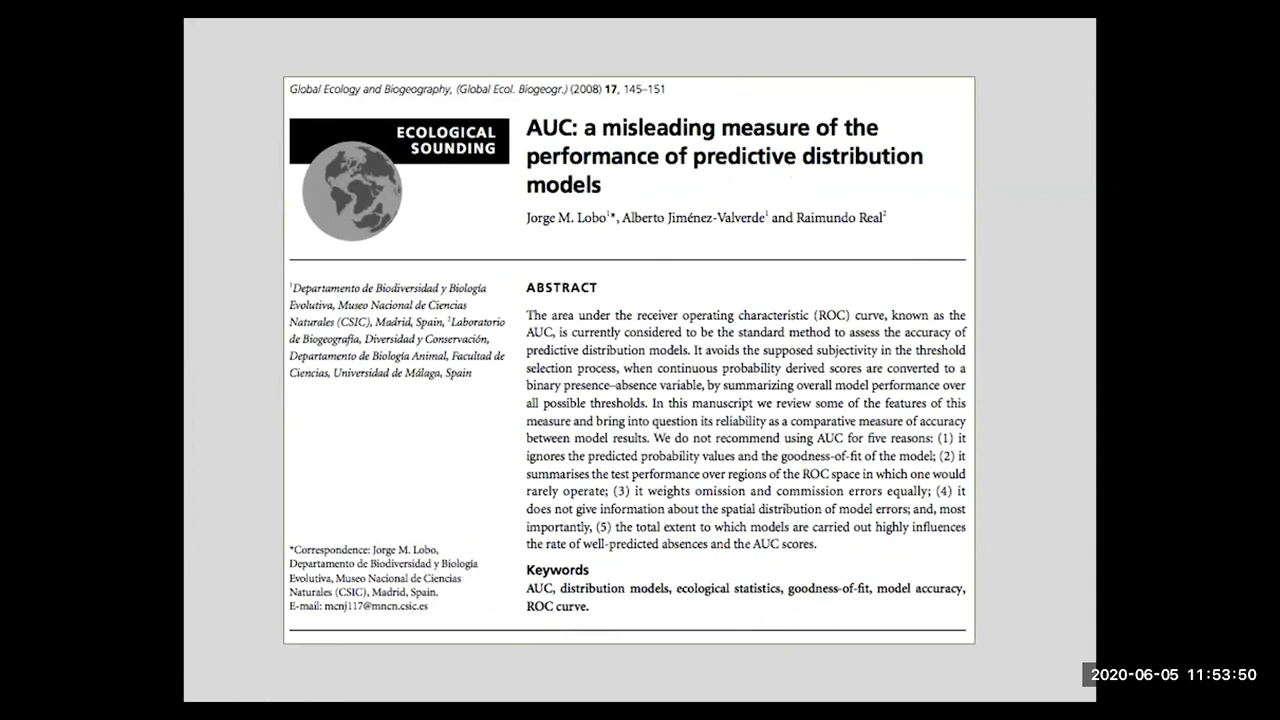 Global Ecology and Biogeography, (Global Ecol. Biogeogr.) (2008) 17, 145–151
ECOLOGICAL
SOUNDING
AUC: a misleading measure of the
performance of predictive distribution
models
Jorge M. Lobo1*, Alberto Jiménez-Valverde1 and Raimundo Real2
1Departamento de Biodiversidad y Biología
Evolutiva, Museo Nacional de Ciencias
Naturales (CSIC), Madrid, Spain, 2Laboratorio
de Biogeografía, Diversidad y Conservación,
Departamento de Biología Animal, Facultad de
Ciencias, Universidad de Málaga, Spain
*Correspondence: Jorge M. Lobo,
Departamento de Biodiversidad y Biología
Evolutiva, Museo Nacional de Ciencias
Naturales (CSIC), Madrid, Spain.
E-mail: mcnj117@mncn.csic.es
ABSTRACT
The area under the receiver operating characteristic (ROC) curve, known as the
AUC, is currently considered to be the standard method to assess the accuracy of
predictive distribution models. It avoids the supposed subjectivity in the threshold
selection process, when continuous probability derived scores are converted to a
binary presence–absence variable, by summarizing overall model performance over
all possible thresholds. In this manuscript we review some of the features of this
measure and bring into question its reliability as a comparative measure of accuracy
between model results. We do not recommend using AUC for five reasons: (1) it
ignores the predicted probability values and the goodness-of-fit of the model; (2) it
summarises the test performance over regions of the ROC space in which one would
rarely operate; (3) it weights omission and commission errors equally; (4) it
does not give information about the spatial distribution of model errors; and, most
importantly, (5) the total extent to which models are carried out highly influences
the rate of well-predicted absences and the AUC scores.
Keywords
AUC, distribution models, ecological statistics, goodness-of-fit, model accuracy,
ROC curve.
2020-06-05 11:53:50